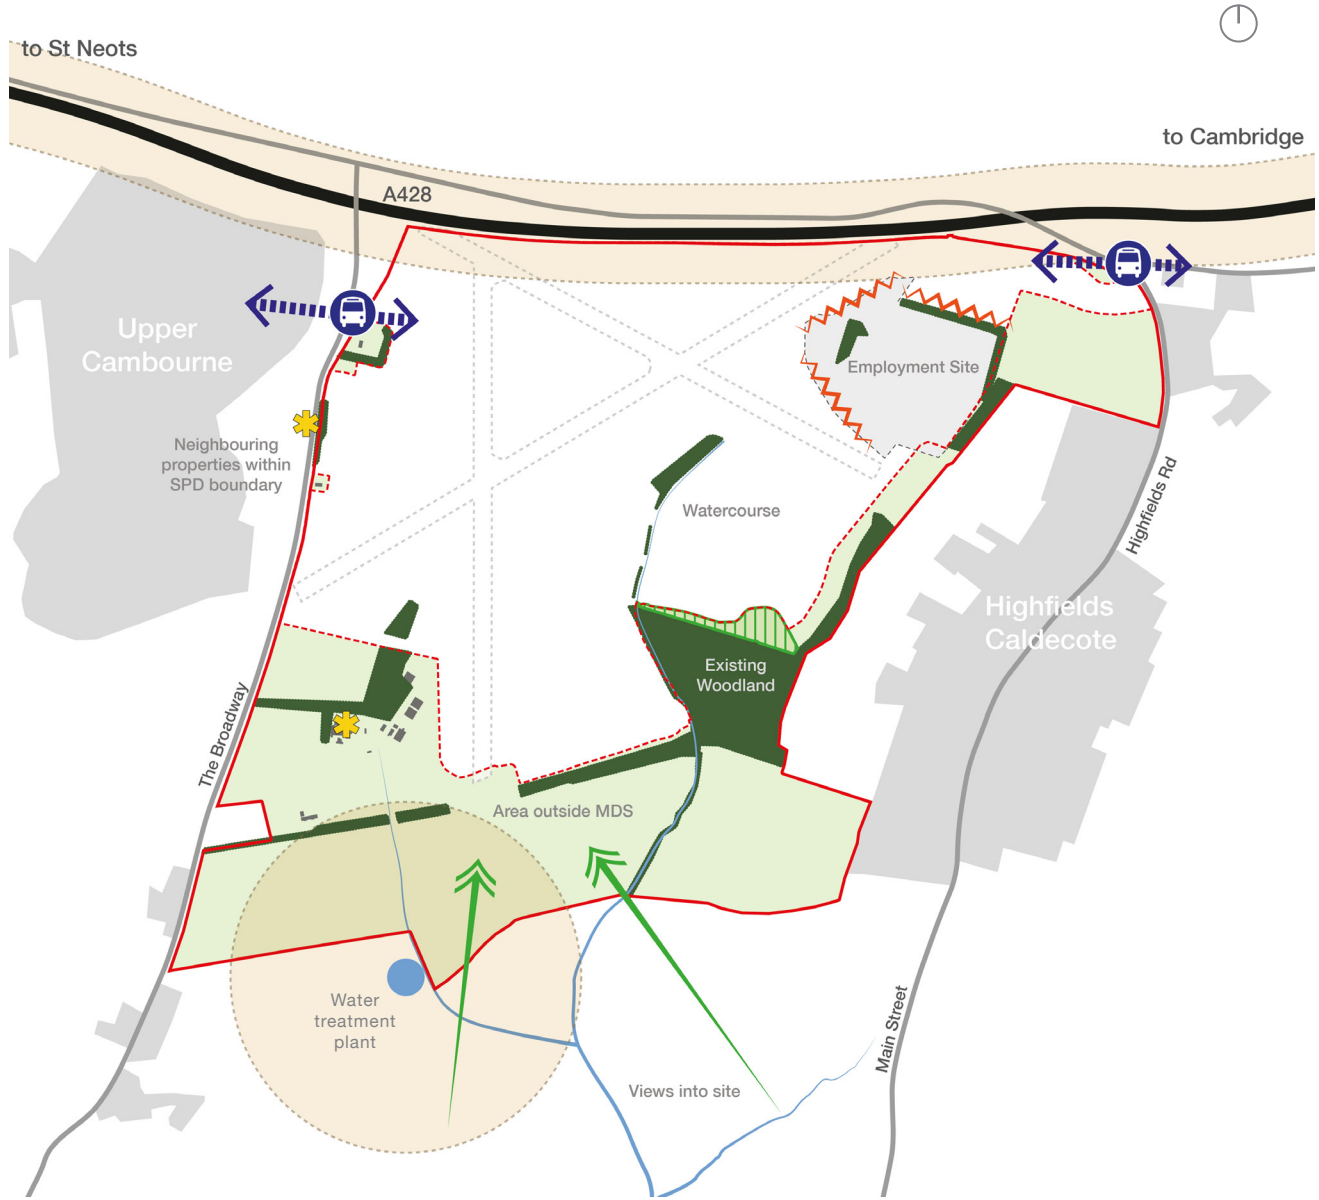 to St Neots
to Cambridge
A428
Upper
Cambourne
Employment Site
Neighbouring
properties within
SPD boundary
Watercourse
Highfields Rd
Highfields
Caldecote
Existing
Woodland
The Broadway
Area outside MDS
Water
treatment
plant
Main Street
Views into site